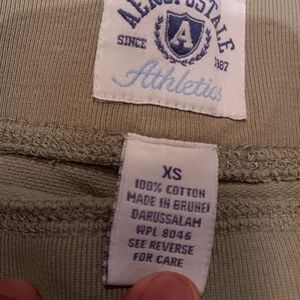 AEROPOSTALE
SINCE A 1987
Athletics
XS
100% COTTON
MADE IN BRUNEI
DARUSSALAM
WPL 8046
SEE REVERSE
FOR CARE